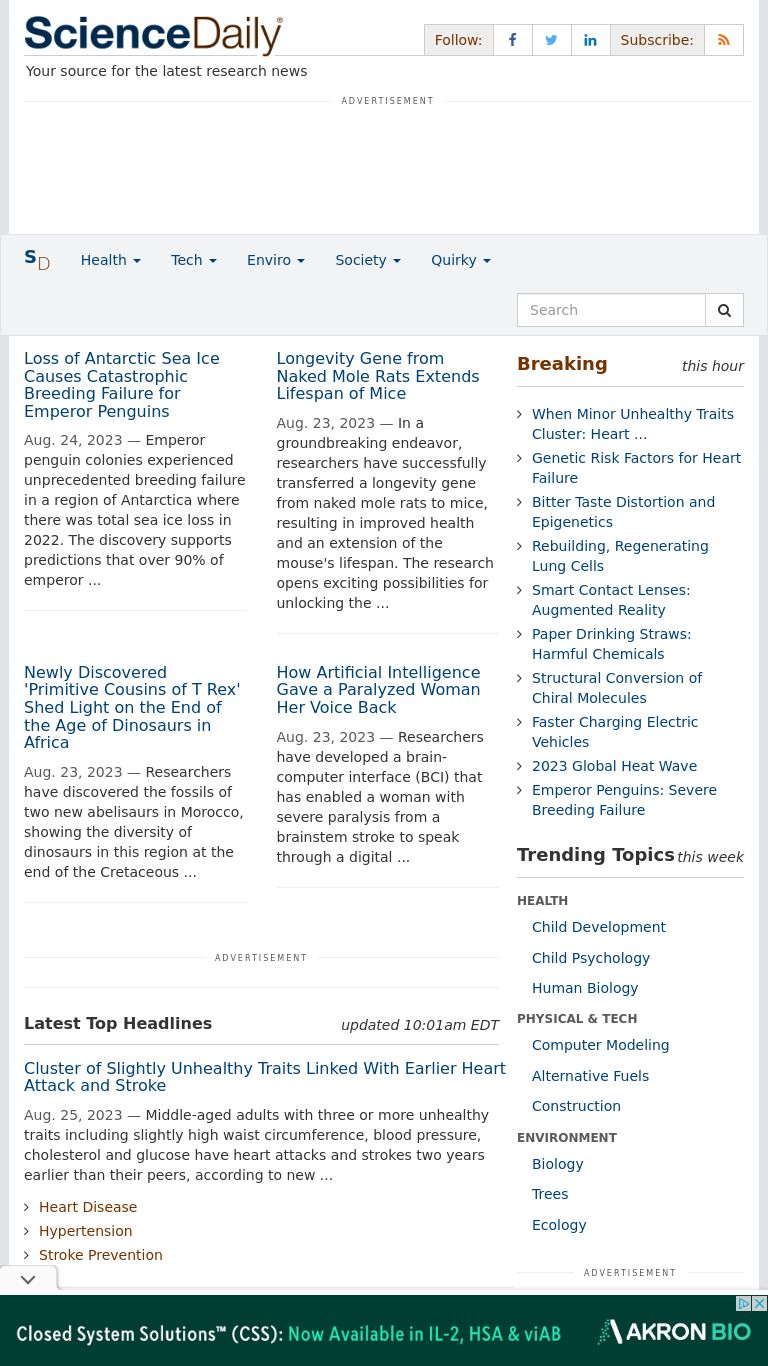 ScienceDaily®
Follow:
Subscribe:
Your source for the latest research news
ADVERTISEMENT
SD
Health
Tech
Enviro
Society
Quirky
Search
Loss of Antarctic Sea Ice
Causes Catastrophic
Breeding Failure for
Emperor Penguins
Aug. 24, 2023 — Emperor
penguin colonies experienced
unprecedented breeding failure
in a region of Antarctica where
there was total sea ice loss in
2022. The discovery supports
predictions that over 90% of
emperor ...
Longevity Gene from
Naked Mole Rats Extends
Lifespan of Mice
Aug. 23, 2023 — In a
groundbreaking endeavor,
researchers have successfully
transferred a longevity gene
from naked mole rats to mice,
resulting in improved health
and an extension of the
mouse's lifespan. The research
opens exciting possibilities for
unlocking the ...
Newly Discovered
'Primitive Cousins of T Rex'
Shed Light on the End of
the Age of Dinosaurs in
Africa
Aug. 23, 2023 — Researchers
have discovered the fossils of
two new abelisaurs in Morocco,
showing the diversity of
dinosaurs in this region at the
end of the Cretaceous ...
How Artificial Intelligence
Gave a Paralyzed Woman
Her Voice Back
Aug. 23, 2023 — Researchers
have developed a brain-
computer interface (BCI) that
has enabled a woman with
severe paralysis from a
brainstem stroke to speak
through a digital ...
ADVERTISEMENT
Latest Top Headlines
updated 10:01am EDT
Cluster of Slightly Unhealthy Traits Linked With Earlier Heart
Attack and Stroke
Aug. 25, 2023 — Middle-aged adults with three or more unhealthy
traits including slightly high waist circumference, blood pressure,
cholesterol and glucose have heart attacks and strokes two years
earlier than their peers, according to new ...
Heart Disease
Hypertension
Stroke Prevention
Breaking
this hour
When Minor Unhealthy Traits
Cluster: Heart ...
Genetic Risk Factors for Heart
Failure
Bitter Taste Distortion and
Epigenetics
Rebuilding, Regenerating
Lung Cells
Smart Contact Lenses:
Augmented Reality
Paper Drinking Straws:
Harmful Chemicals
Structural Conversion of
Chiral Molecules
Faster Charging Electric
Vehicles
2023 Global Heat Wave
Emperor Penguins: Severe
Breeding Failure
Trending Topics
this week
HEALTH
Child Development
Child Psychology
Human Biology
PHYSICAL & TECH
Computer Modeling
Alternative Fuels
Construction
ENVIRONMENT
Biology
Trees
Ecology
ADVERTISEMENT
Closed System Solutions™ (CSS): Now Available in IL-2, HSA & viAB
AKRON BIO